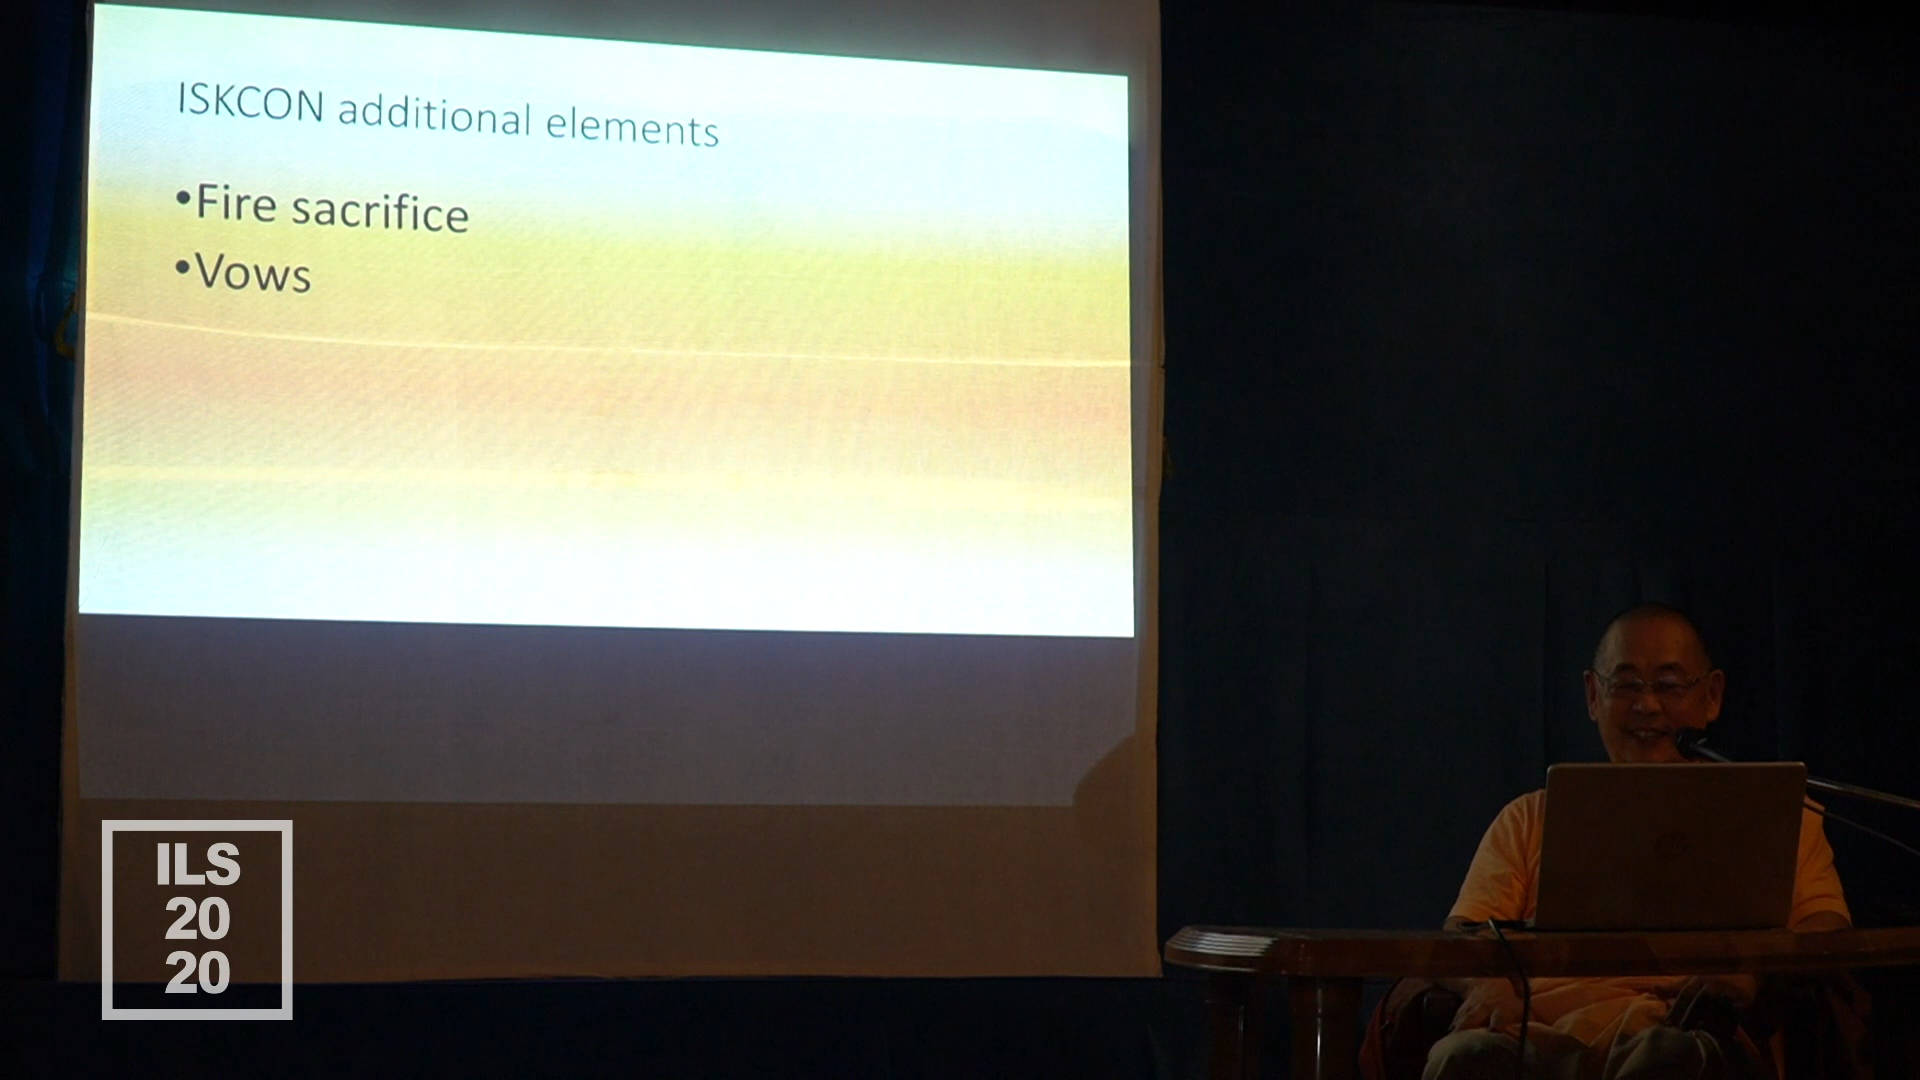 ISKCON additional elements
•Fire sacrifice
•Vows
ILS
20
20